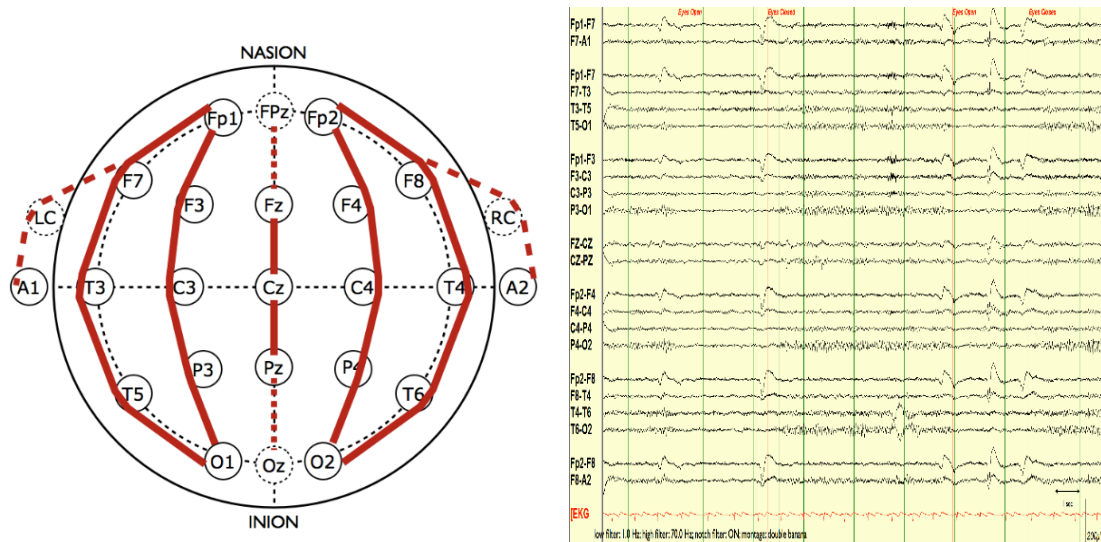 NASION
Fp1 FPz Fp2
F7 F8
LC F3 Fz F4 RC
A1 T3 C3 Cz C4 T4 A2
P3 Pz P4
T5 T6
O1 Oz O2
INION
Eyes Open Eyes Closed Eyes Open Eyes Closes
Fp1-F7
F7-A1
Fp1-F7
F7-T3
T3-T5
T5-O1
Fp1-F3
F3-C3
C3-P3
P3-O1
FZ-CZ
CZ-PZ
Fp2-F4
F4-C4
C4-P4
P4-O2
Fp2-F8
F8-T4
T4-T6
T6-O2
Fp2-F8
F8-A2
1 sec
[EKG
low filter: 1.0 Hz; high filter: 70.0 Hz; notch filter: ON; montage: double banana